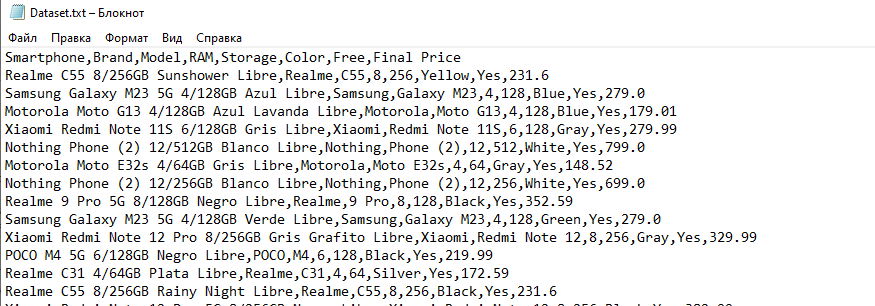 Dataset.txt – Блокнот
Файл Правка Формат Вид Справка
Smartphone,Brand,Model,RAM,Storage,Color,Free,Final Price
Realme C55 8/256GB Sunshower Libre,Realme,C55,8,256,Yellow,Yes,231.6
Samsung Galaxy M23 5G 4/128GB Azul Libre,Samsung,Galaxy M23,4,128,Blue,Yes,279.0
Motorola Moto G13 4/128GB Azul Lavanda Libre,Motorola,Moto G13,4,128,Blue,Yes,179.01
Xiaomi Redmi Note 11S 6/128GB Gris Libre,Xiaomi,Redmi Note 11S,6,128,Gray,Yes,279.99
Nothing Phone (2) 12/512GB Blanco Libre,Nothing,Phone (2),12,512,White,Yes,799.0
Motorola Moto E32s 4/64GB Gris Libre,Motorola,Moto E32s,4,64,Gray,Yes,148.52
Nothing Phone (2) 12/256GB Blanco Libre,Nothing,Phone (2),12,256,White,Yes,699.0
Realme 9 Pro 5G 8/128GB Negro Libre,Realme,9 Pro,8,128,Black,Yes,352.59
Samsung Galaxy M23 5G 4/128GB Verde Libre,Samsung,Galaxy M23,4,128,Green,Yes,279.0
Xiaomi Redmi Note 12 Pro 8/256GB Gris Grafito Libre,Xiaomi,Redmi Note 12,8,256,Gray,Yes,329.99
POCO M4 5G 6/128GB Negro Libre,POCO,M4,6,128,Black,Yes,219.99
Realme C31 4/64GB Plata Libre,Realme,C31,4,64,Silver,Yes,172.59
Realme C55 8/256GB Rainy Night Libre,Realme,C55,8,256,Black,Yes,231.6